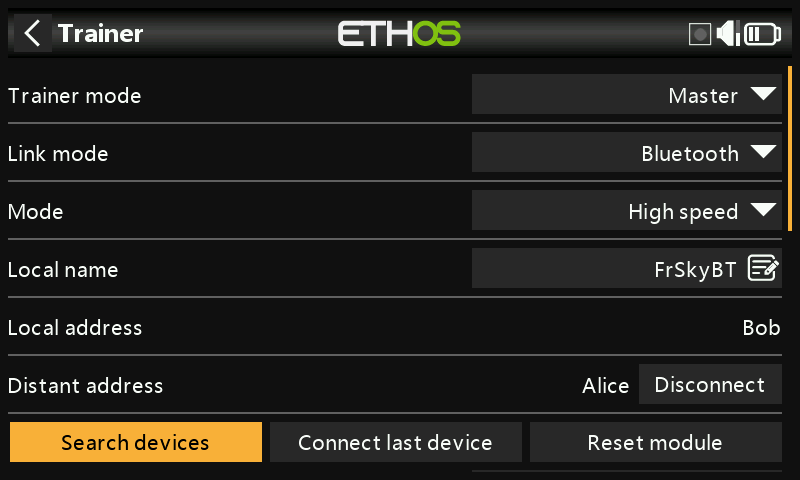 Trainer ETHOS
Trainer mode Master
Link mode Bluetooth
Mode High speed
Local name FrSkyBT
Local address Bob
Distant address Alice Disconnect
Search devices Connect last device Reset module